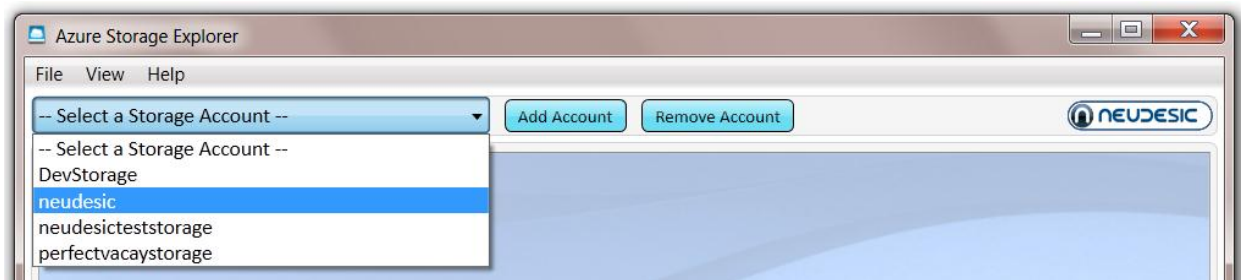 Azure Storage Explorer
File View Help
-- Select a Storage Account -- Add Account Remove Account NEUDESIC
-- Select a Storage Account --
DevStorage
neudesic
neudesicteststorage
perfectvacaystorage